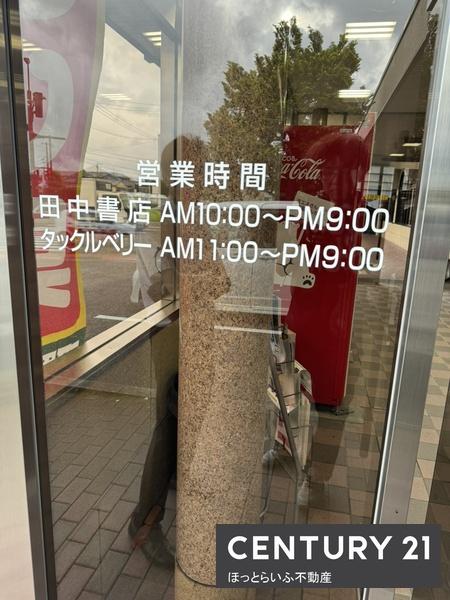 営業時間
田中書店 AM10:00～PM9:00
タックルベリー AM11:00～PM9:00
Coca-Cola
CENTURY 21
ほっとらいふ不動産